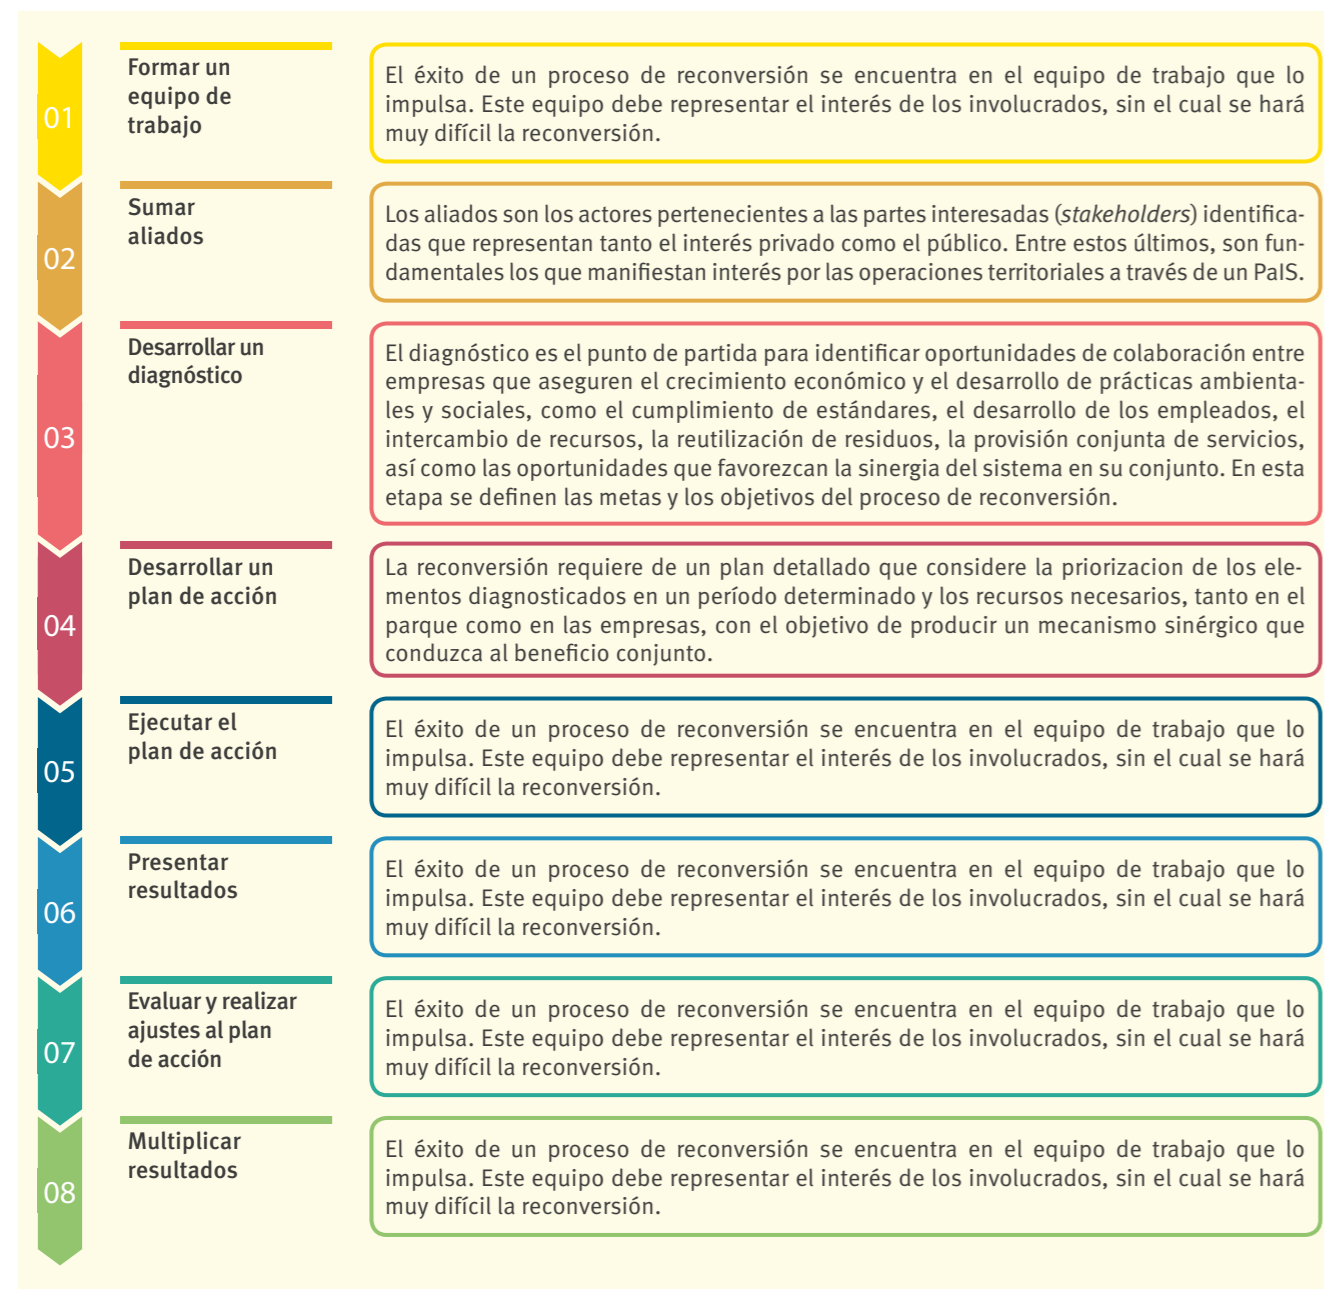 01
Formar un
equipo de
trabajo
El éxito de un proceso de reconversión se encuentra en el equipo de trabajo que lo
impulsa. Este equipo debe representar el interés de los involucrados, sin el cual se hará
muy difícil la reconversión.
02
Sumar
aliados
Los aliados son los actores pertenecientes a las partes interesadas (stakeholders) identifica-
das que representan tanto el interés privado como el público. Entre estos últimos, son fun-
damentales los que manifiestan interés por las operaciones territoriales a través de un PaIS.
03
Desarrollar un
diagnóstico
El diagnóstico es el punto de partida para identificar oportunidades de colaboración entre
empresas que aseguren el crecimiento económico y el desarrollo de prácticas ambienta-
les y sociales, como el cumplimiento de estándares, el desarrollo de los empleados, el
intercambio de recursos, la reutilización de residuos, la provisión conjunta de servicios,
así como las oportunidades que favorezcan la sinergia del sistema en su conjunto. En esta
etapa se definen las metas y los objetivos del proceso de reconversión.
04
Desarrollar un
plan de acción
La reconversión requiere de un plan detallado que considere la priorizacion de los ele-
mentos diagnosticados en un período determinado y los recursos necesarios, tanto en el
parque como en las empresas, con el objetivo de producir un mecanismo sinérgico que
conduzca al beneficio conjunto.
05
Ejecutar el
plan de acción
El éxito de un proceso de reconversión se encuentra en el equipo de trabajo que lo
impulsa. Este equipo debe representar el interés de los involucrados, sin el cual se hará
muy difícil la reconversión.
06
Presentar
resultados
El éxito de un proceso de reconversión se encuentra en el equipo de trabajo que lo
impulsa. Este equipo debe representar el interés de los involucrados, sin el cual se hará
muy difícil la reconversión.
07
Evaluar y realizar
ajustes al plan
de acción
El éxito de un proceso de reconversión se encuentra en el equipo de trabajo que lo
impulsa. Este equipo debe representar el interés de los involucrados, sin el cual se hará
muy difícil la reconversión.
08
Multiplicar
resultados
El éxito de un proceso de reconversión se encuentra en el equipo de trabajo que lo
impulsa. Este equipo debe representar el interés de los involucrados, sin el cual se hará
muy difícil la reconversión.